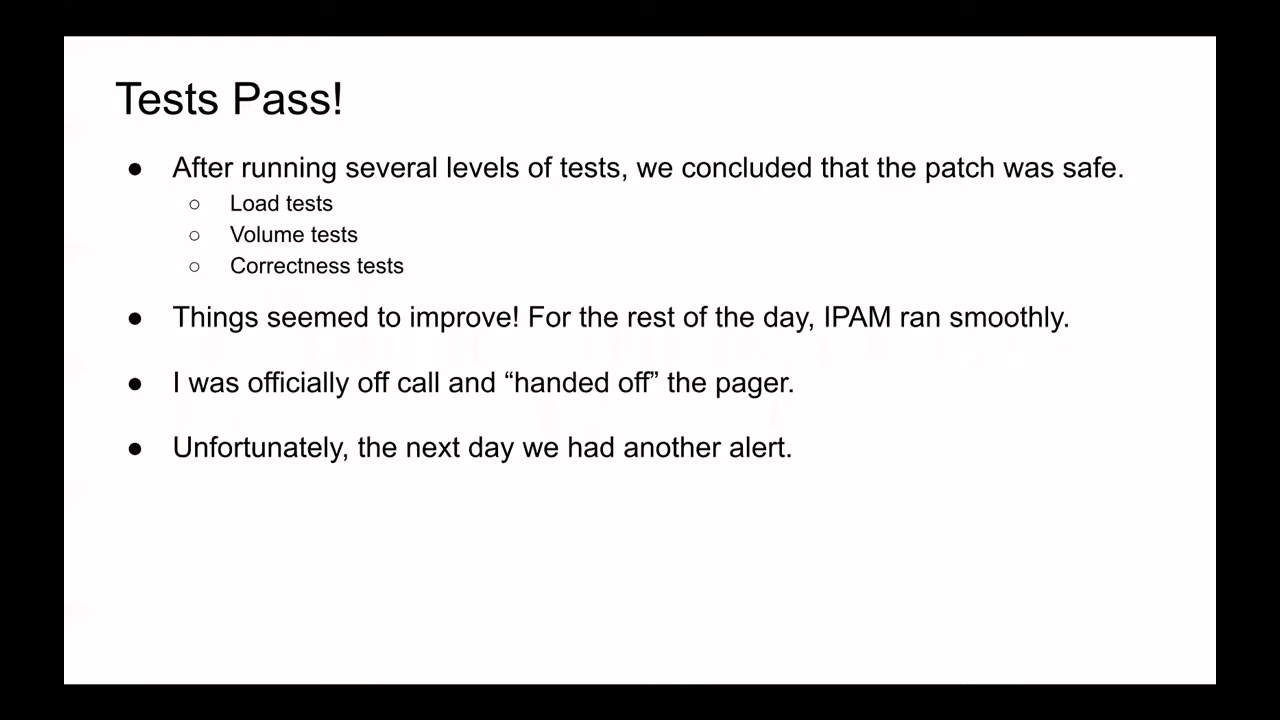 Tests Pass!
● After running several levels of tests, we concluded that the patch was safe.
○ Load tests
○ Volume tests
○ Correctness tests
● Things seemed to improve! For the rest of the day, IPAM ran smoothly.
● I was officially off call and “handed off” the pager.
● Unfortunately, the next day we had another alert.